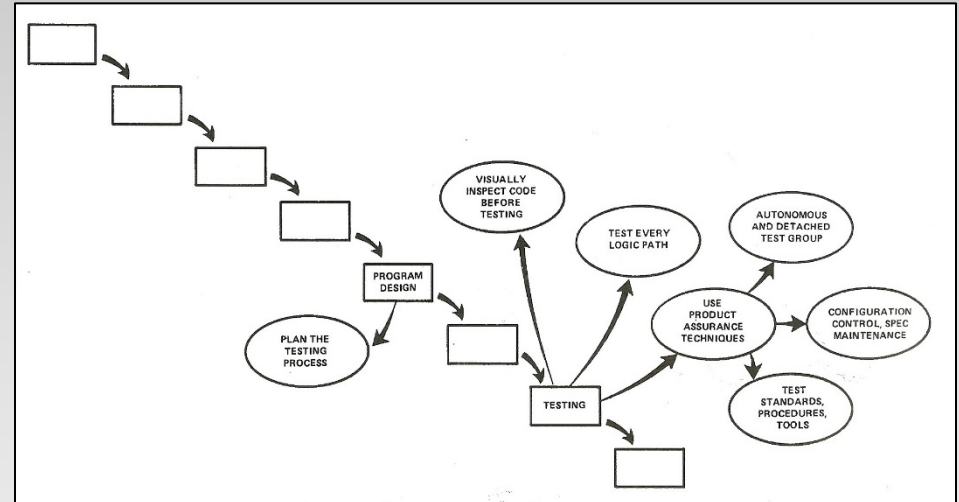 VISUALLY
INSPECT CODE
BEFORE
TESTING
TEST EVERY
LOGIC PATH
AUTONOMOUS
AND DETACHED
TEST GROUP
PROGRAM
DESIGN
USE
PRODUCT
ASSURANCE
TECHNIQUES
CONFIGURATION
CONTROL, SPEC
MAINTENANCE
PLAN THE
TESTING
PROCESS
TESTING
TEST
STANDARDS,
PROCEDURES,
TOOLS